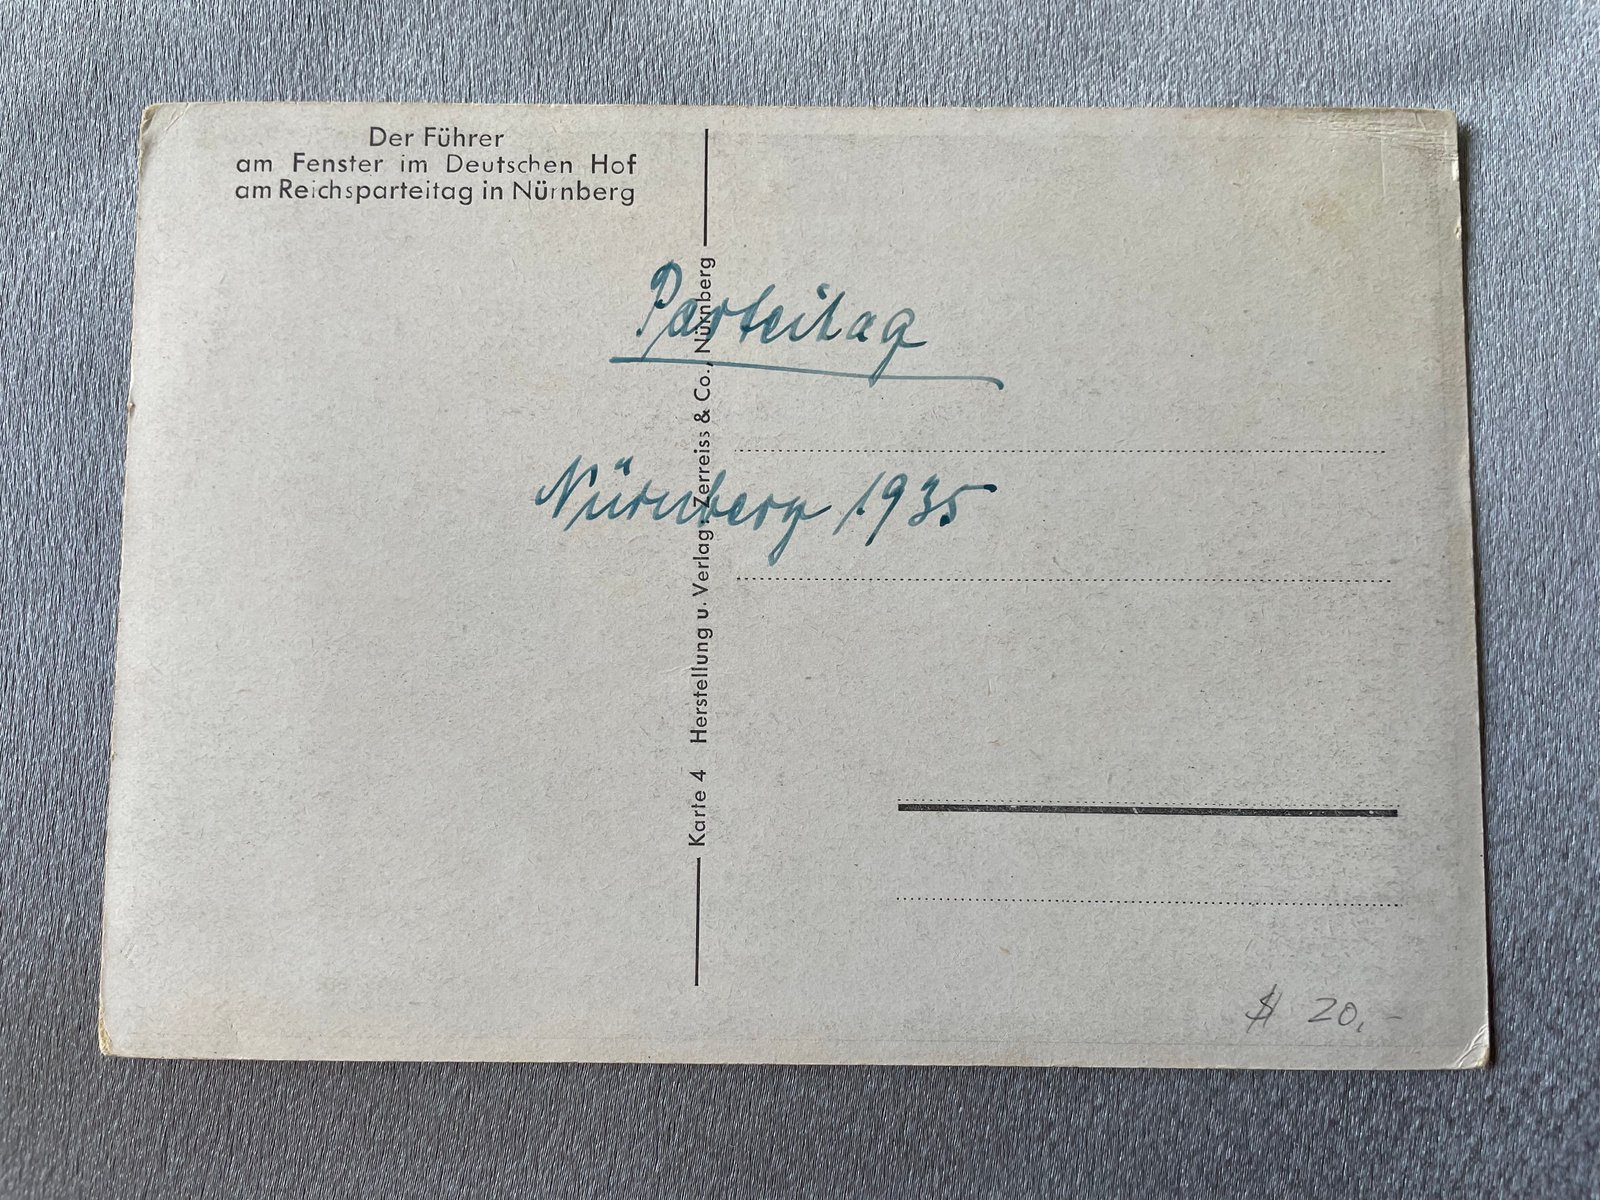 Der Führer
am Fenster im Deutschen Hof
am Reichsparteitag in Nürnberg
Parteitag
Nürnberg 1935
Karte 4 Herstellung u. Verlag: Zerreiss & Co., Nürnberg
$ 20,-